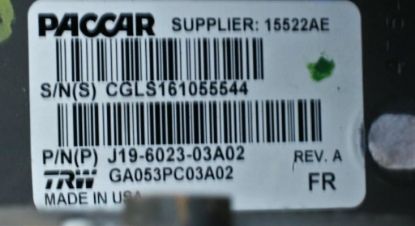 PACCAR SUPPLIER: 15522AE
S/N(S) CGLS161055544
P/N(P) J19-6023-03A02 REV. A
TRW GA053PC03A02 FR
MADE IN USA